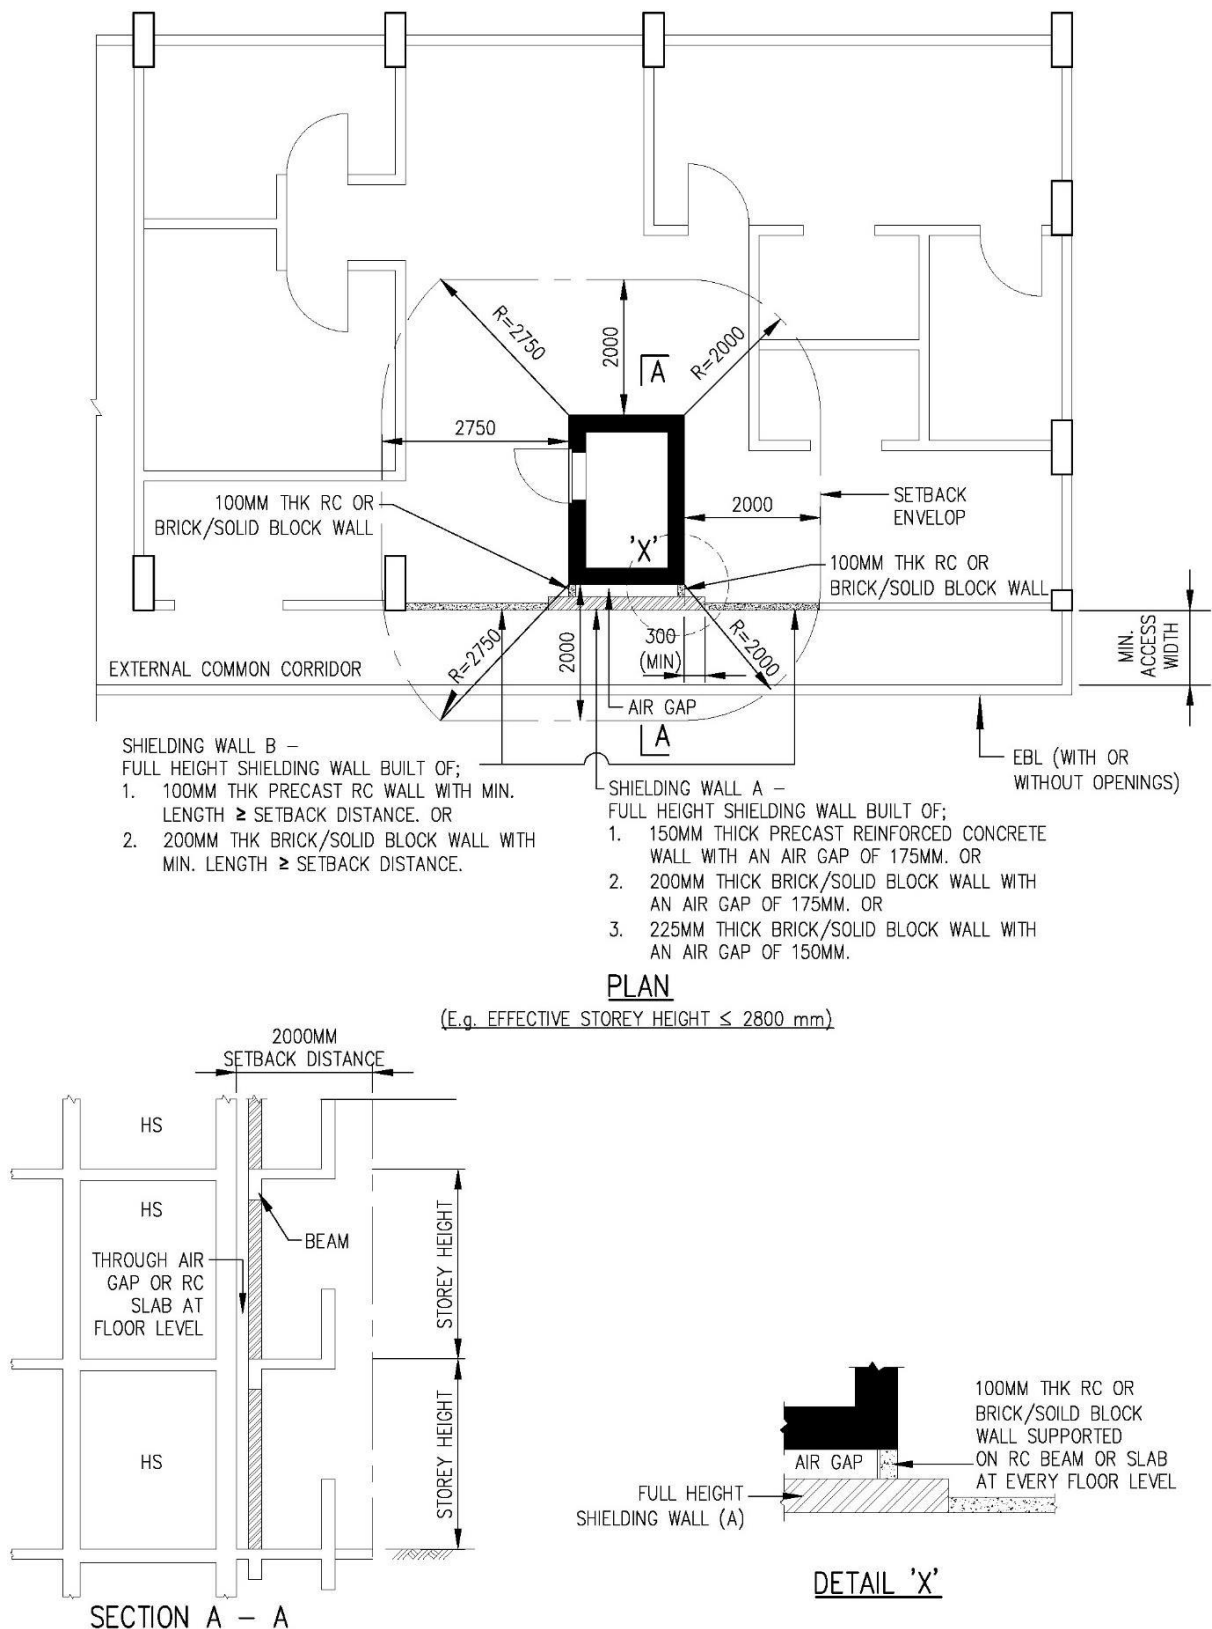 R=2750
2000
A
R=2000
2750
100MM THK RC OR
BRICK/SOLID BLOCK WALL
2000
SETBACK
ENVELOP
'X'
100MM THK RC OR
BRICK/SOLID BLOCK WALL
R=2750
2000
300
(MIN)
R=2000
MIN.
ACCESS
WIDTH
EXTERNAL COMMON CORRIDOR
AIR GAP
A
SHIELDING WALL B –
FULL HEIGHT SHIELDING WALL BUILT OF;
1. 100MM THK PRECAST RC WALL WITH MIN.
LENGTH ≥ SETBACK DISTANCE. OR
2. 200MM THK BRICK/SOLID BLOCK WALL WITH
MIN. LENGTH ≥ SETBACK DISTANCE.
EBL (WITH OR
WITHOUT OPENINGS)
SHIELDING WALL A –
FULL HEIGHT SHIELDING WALL BUILT OF;
1. 150MM THICK PRECAST REINFORCED CONCRETE
WALL WITH AN AIR GAP OF 175MM. OR
2. 200MM THICK BRICK/SOLID BLOCK WALL WITH
AN AIR GAP OF 175MM. OR
3. 225MM THICK BRICK/SOLID BLOCK WALL WITH
AN AIR GAP OF 150MM.
PLAN
(E.g. EFFECTIVE STOREY HEIGHT ≤ 2800 mm)
2000MM
SETBACK DISTANCE
HS
HS
BEAM
THROUGH AIR
GAP OR RC
SLAB AT
FLOOR LEVEL
STOREY HEIGHT
HS
STOREY HEIGHT
SECTION A – A
AIR GAP
100MM THK RC OR
BRICK/SOILD BLOCK
WALL SUPPORTED
ON RC BEAM OR SLAB
AT EVERY FLOOR LEVEL
FULL HEIGHT
SHIELDING WALL (A)
DETAIL 'X'